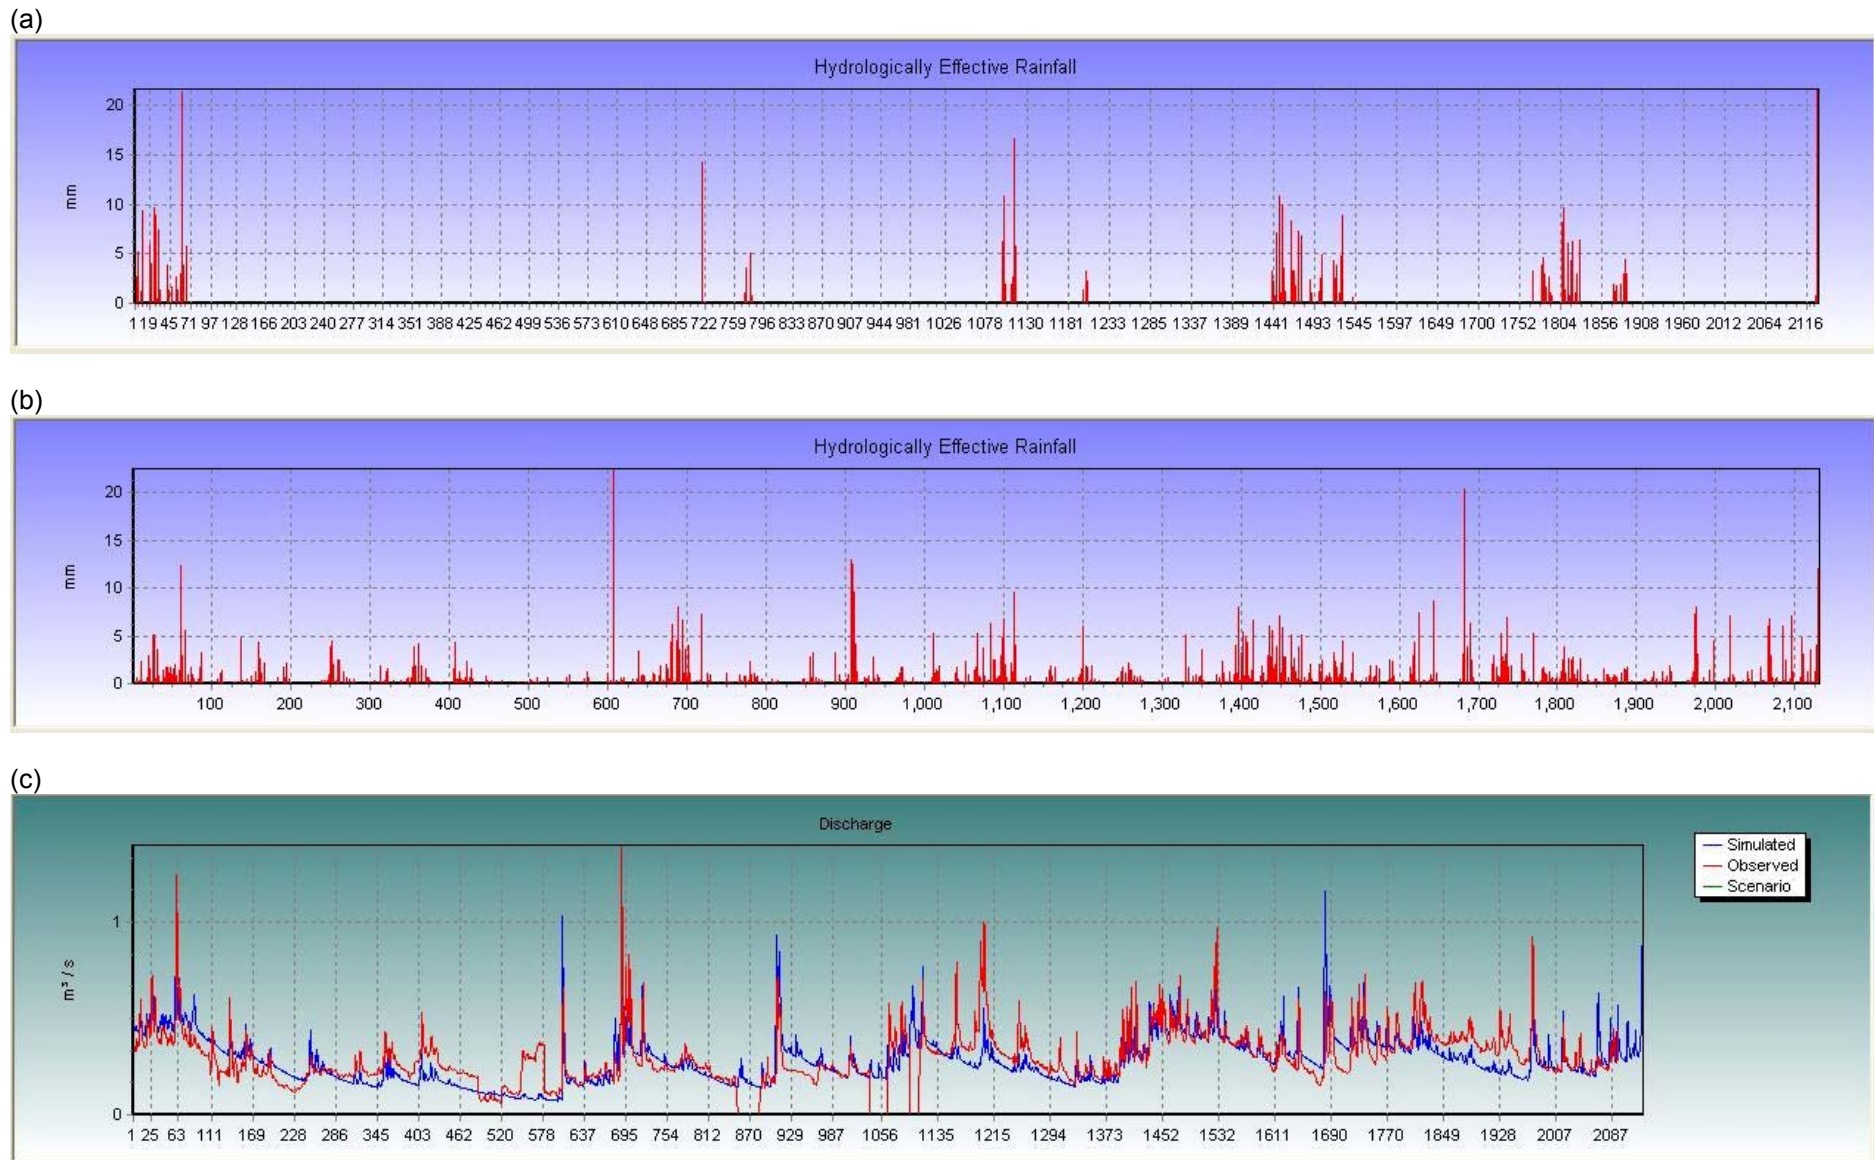 (a)
Hydrologically Effective Rainfall
20
15
10
5
0
mm
1 19 45 71 97 128 166 203 240 277 314 351 388 425 462 499 536 573 610 648 685 722 759 796 833 870 907 944 981 1026 1078 1130 1181 1233 1285 1337 1389 1441 1493 1545 1597 1649 1700 1752 1804 1856 1908 1960 2012 2064 2116
(b)
Hydrologically Effective Rainfall
20
15
10
5
0
mm
100 200 300 400 500 600 700 800 900 1,000 1,100 1,200 1,300 1,400 1,500 1,600 1,700 1,800 1,900 2,000 2,100
(c)
Discharge
Simulated
Observed
Scenario
1
0
m³ / s
1 25 63 111 169 228 286 345 403 462 520 578 637 695 754 812 870 929 987 1056 1135 1215 1294 1373 1452 1532 1611 1690 1770 1849 1928 2007 2087